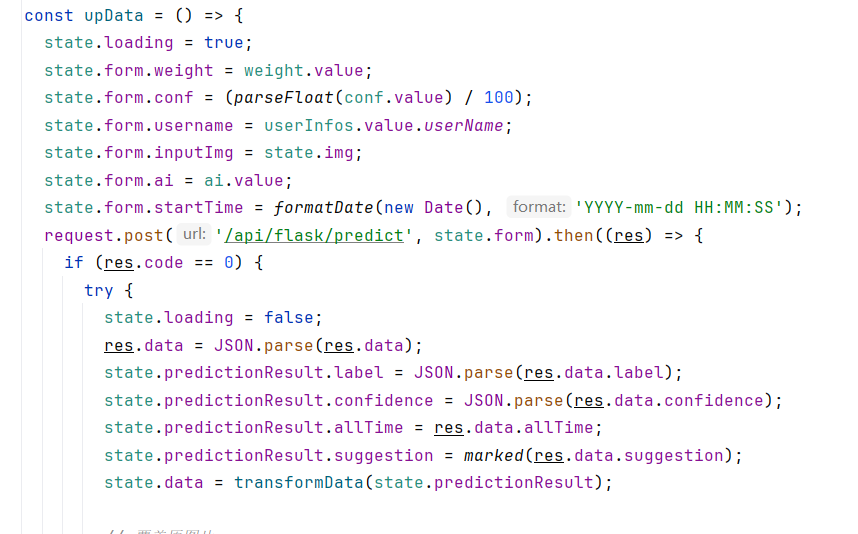 const upData = () => {
state.loading = true;
state.form.weight = weight.value;
state.form.conf = (parseFloat(conf.value) / 100);
state.form.username = userInfos.value.userName;
state.form.inputImg = state.img;
state.form.ai = ai.value;
state.form.startTime = formatDate(new Date(), format: 'YYYY-mm-dd HH:MM:SS');
request.post( url: '/api/flask/predict', state.form).then((res) => {
if (res.code == 0) {
try {
state.loading = false;
res.data = JSON.parse(res.data);
state.predictionResult.label = JSON.parse(res.data.label);
state.predictionResult.confidence = JSON.parse(res.data.confidence);
state.predictionResult.allTime = res.data.allTime;
state.predictionResult.suggestion = marked(res.data.suggestion);
state.data = transformData(state.predictionResult);
//